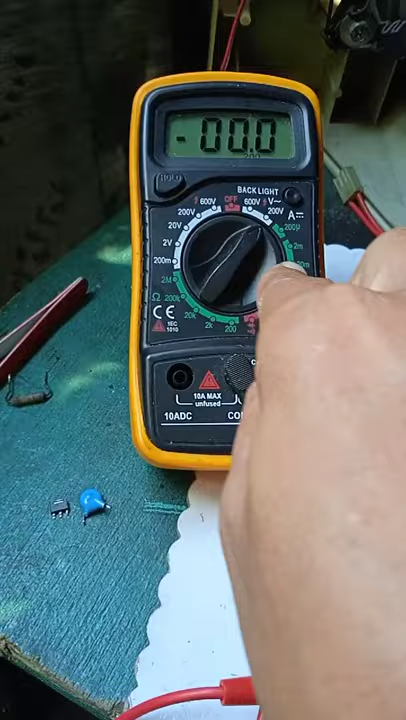 - 00.0
200
HOLD
BACK LIGHT
600V OFF 600V V~
200V 200V
A
20V 200µ
2V 2m
200m
2M
Ω 200k
20k 2k 200
CE
IEC
1010
10A MAX
unfused
10ADC